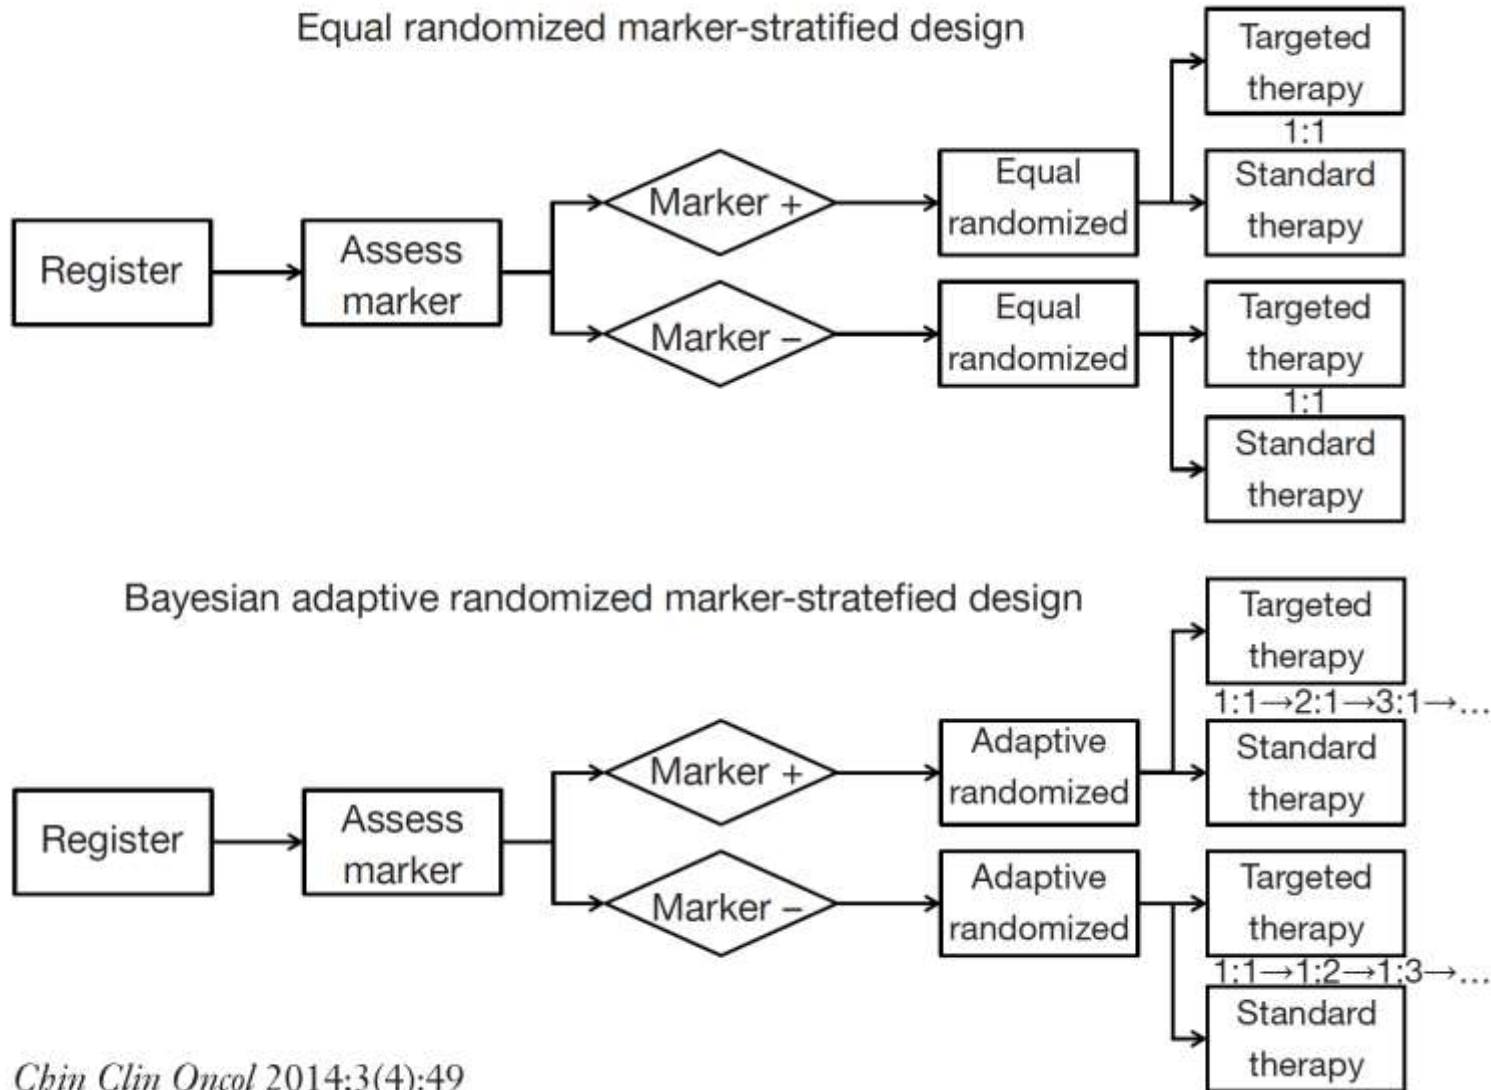 Equal randomized marker-stratified design
Register
Assess
marker
Marker +
Marker –
Equal
randomized
Equal
randomized
Targeted
therapy
1:1
Standard
therapy
Targeted
therapy
1:1
Standard
therapy
Bayesian adaptive randomized marker-stratefied design
Register
Assess
marker
Marker +
Marker –
Adaptive
randomized
Adaptive
randomized
Targeted
therapy
1:1→2:1→3:1→...
Standard
therapy
Targeted
therapy
1:1→1:2→1:3→...
Standard
therapy
Chin Clin Oncol 2014;3(4):49